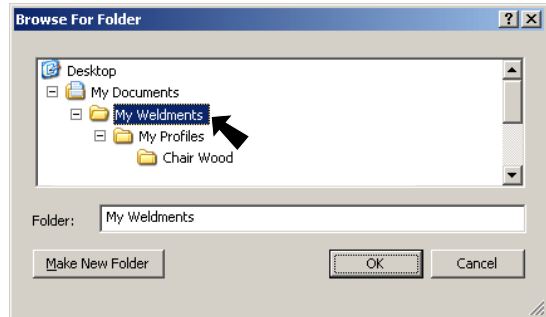 Browse For Folder
Desktop
My Documents
My Weldments
My Profiles
Chair Wood
Folder: My Weldments
Make New Folder OK Cancel